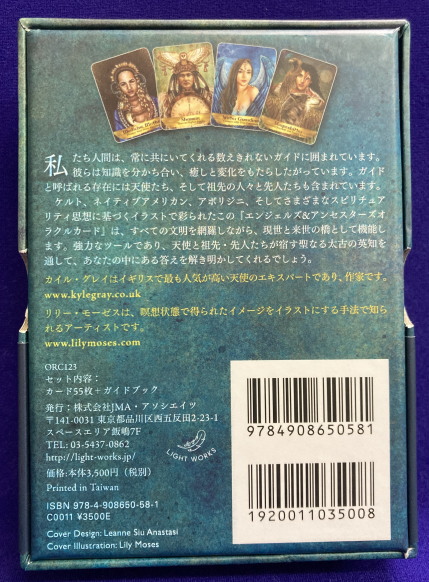 私たち人間は、常に共にいてくれる数えきれないガイドに囲まれています。
彼らは知識を分かち合い、癒しと変化をもたらしたがっています。ガイド
と呼ばれる存在には天使たち、そして祖先の人々と先人たちも含まれています。
ケルト、ネイティブアメリカン、アボリジニ、そしてさまざまなスピリチュア
リティ思想に基づくイラストで彩られたこの『エンジェルズ&アンセスターズオ
ラクルカード』は、すべての文明を網羅しながら、現世と来世の橋として機能し
ます。強力なツールであり、天使と祖先・先人たちが宿す聖なる太古の英知を
通して、あなたの中にある答えを解き明かしてくれるでしょう。
カイル・グレイはイギリスで最も人気が高い天使のエキスパートであり、作家です。
www.kylegray.co.uk
リリー・モーゼスは、瞑想状態で得られたイメージをイラストにする手法で知ら
れるアーティストです。
www.lilymoses.com
ORC123
セット内容：
カード55枚+ガイドブック
発行：株式会社JMA・アソシエイツ
〒141-0031 東京都品川区西五反田2-23-1
スペースエリア飯嶋7F
TEL: 03-5437-0862
http://light-works.jp/
LIGHT WORKS
価格:本体3,500円（税別）
Printed in Taiwan
ISBN 978-4-908650-58-1
C0011 ¥3500E
Cover Design: Leanne Siu Anastasi
Cover Illustration: Lily Moses
9784908650581
1920011035008